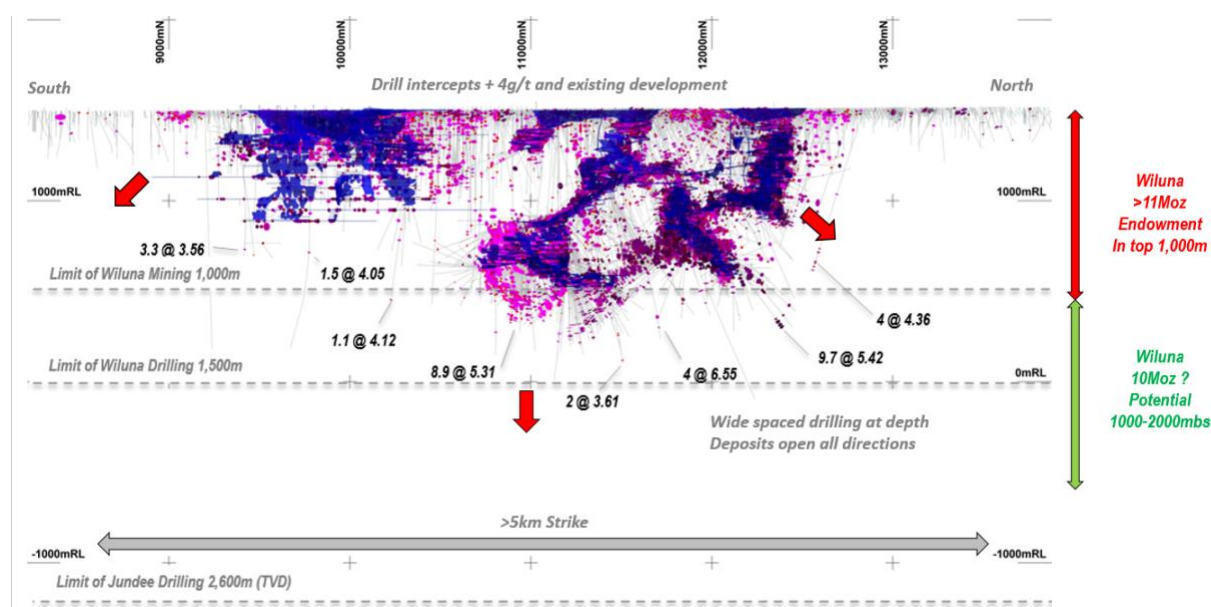 9000mN
10000mN
11000mN
12000mN
13000mN
South
Drill intercepts + 4g/t and existing development
North
1000mRL
1000mRL
Wiluna
>11Moz
Endowment
In top 1,000m
3.3 @ 3.56
1.5 @ 4.05
Limit of Wiluna Mining 1,000m
4 @ 4.36
1.1 @ 4.12
9.7 @ 5.42
Limit of Wiluna Drilling 1,500m
8.9 @ 5.31
4 @ 6.55
0mRL
2 @ 3.61
Wiluna
10Moz ?
Potential
1000-2000mbs
Wide spaced drilling at depth
Deposits open all directions
>5km Strike
-1000mRL
-1000mRL
Limit of Jundee Drilling 2,600m (TVD)